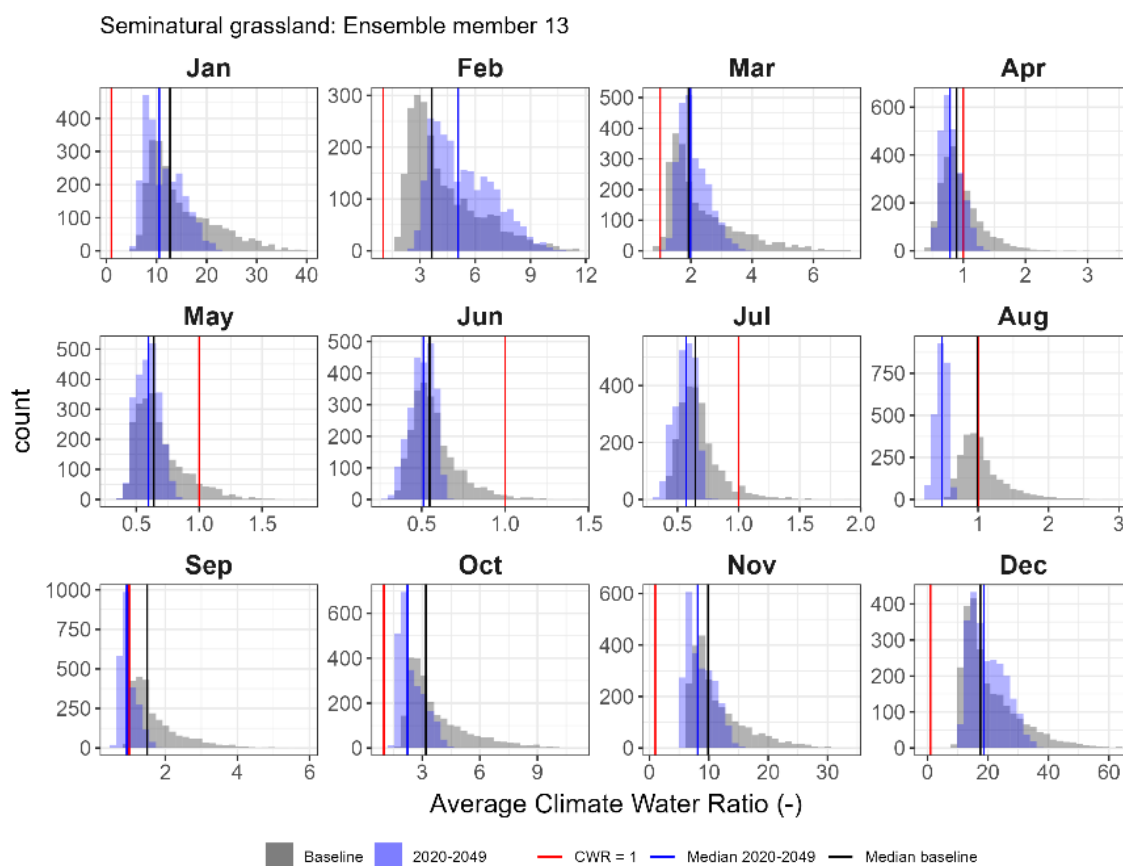 Seminatural grassland: Ensemble member 13
Jan Feb Mar Apr
400 300 200 100 0
300 200 100 0
500 400 300 200 100 0
600 400 200 0
0 10 20 30 40
3 6 9 12
2 4 6
1 2 3
May Jun Jul Aug
500 400 300 200 100 0
500 400 300 200 100 0
400 200 0
750 500 250 0
0.5 1.0 1.5
0.5 1.0 1.5
0.5 1.0 1.5 2.0
1 2 3
count
Sep Oct Nov Dec
1000 750 500 250 0
600 400 200 0
600 400 200 0
400 300 200 100 0
2 4 6
3 6 9
0 10 20 30
0 20 40 60
Average Climate Water Ratio (-)
Baseline 2020-2049 CWR = 1 Median 2020-2049 Median baseline